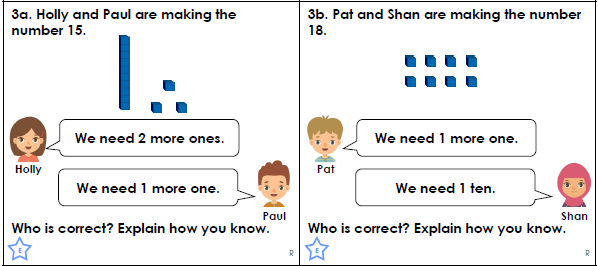 3a. Holly and Paul are making the
number 15.
We need 2 more ones.
Holly
We need 1 more one.
Paul
Who is correct? Explain how you know.
E
R
3b. Pat and Shan are making the number
18.
We need 1 more one.
Pat
We need 1 ten.
Shan
Who is correct? Explain how you know.
E
R